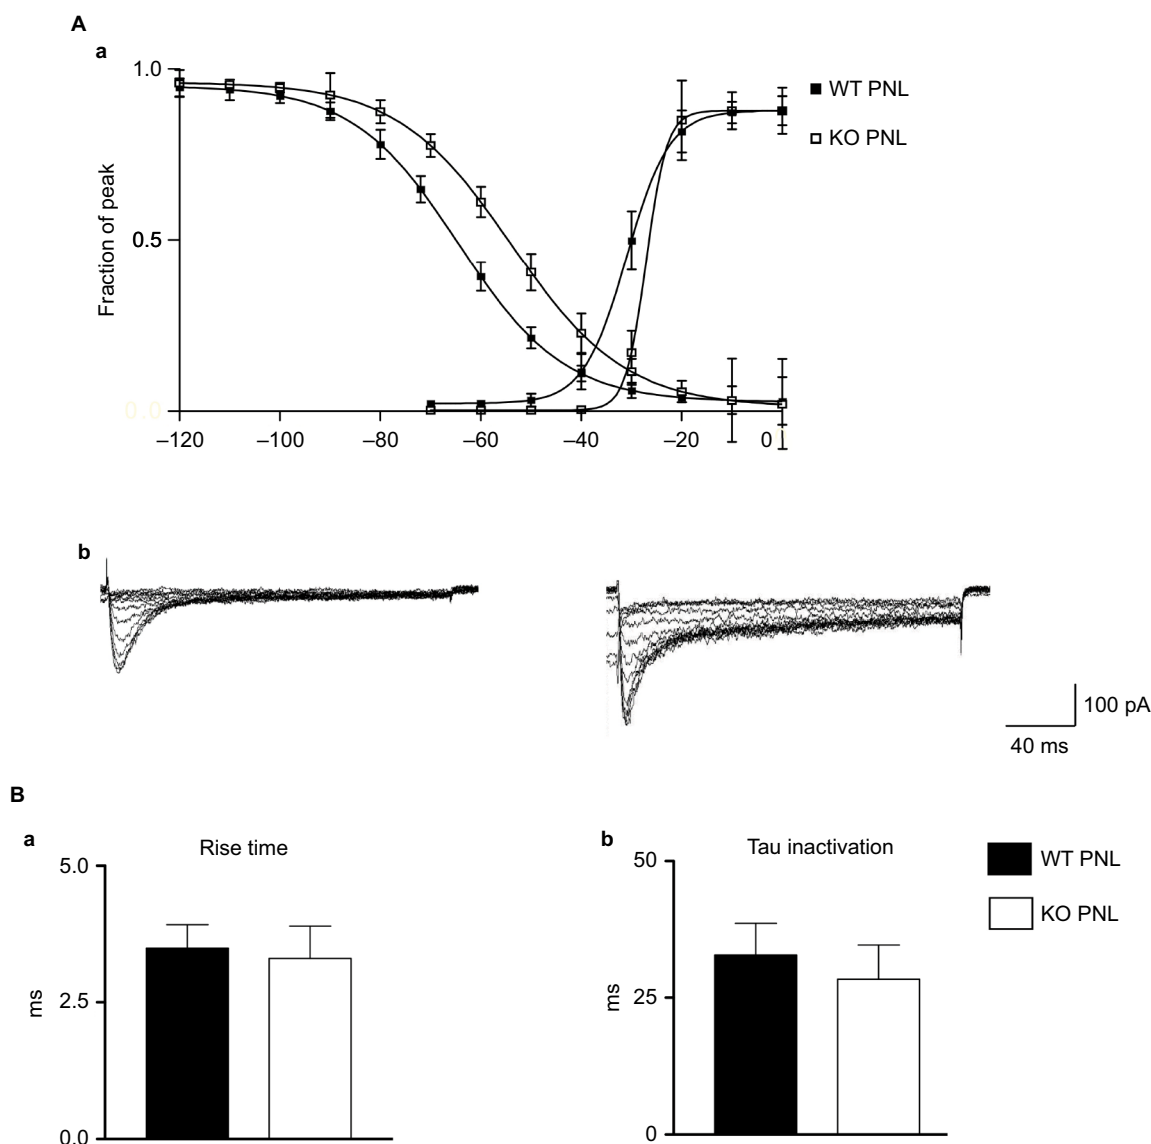 A
a
1.0
WT PNL
KO PNL
Fraction of peak
0.5
0.0
–120
–100
–80
–60
–40
–20
0
b
100 pA
40 ms
B
a
Rise time
5.0
ms
2.5
0.0
b
Tau inactivation
50
ms
25
0
WT PNL
KO PNL